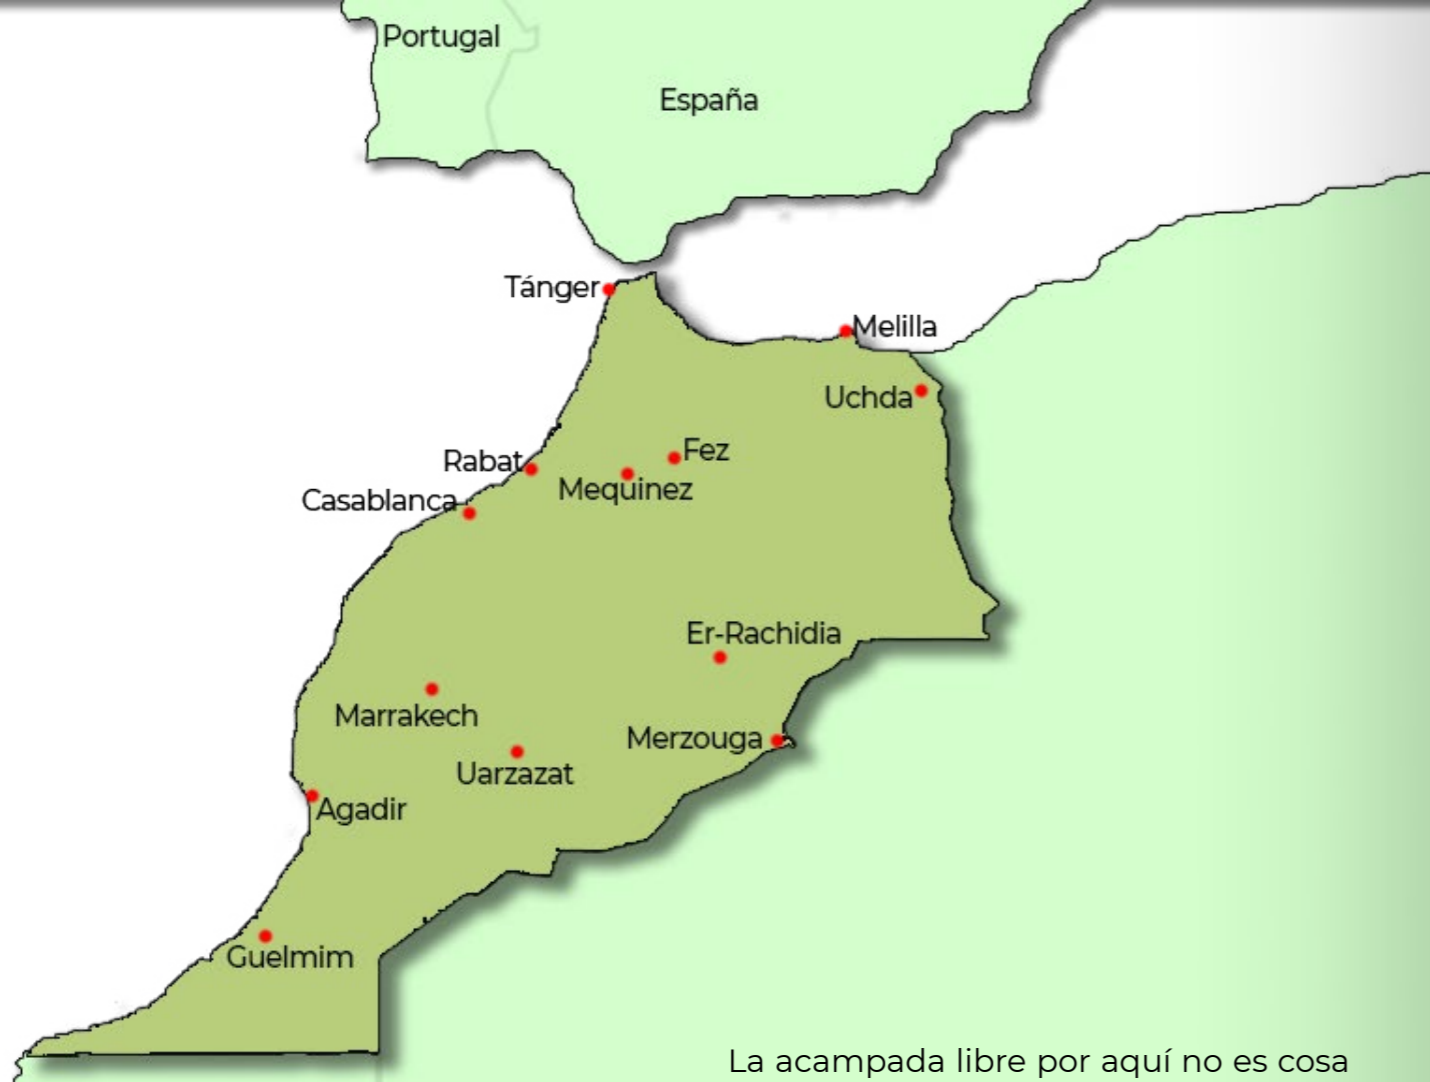 Portugal
España
Tánger
Melilla
Uchda
Fez
Rabat
Mequinez
Casablanca
Er-Rachidia
Marrakech
Merzouga
Uarzazat
Agadir
Guelmim
La acampada libre por aquí no es cosa